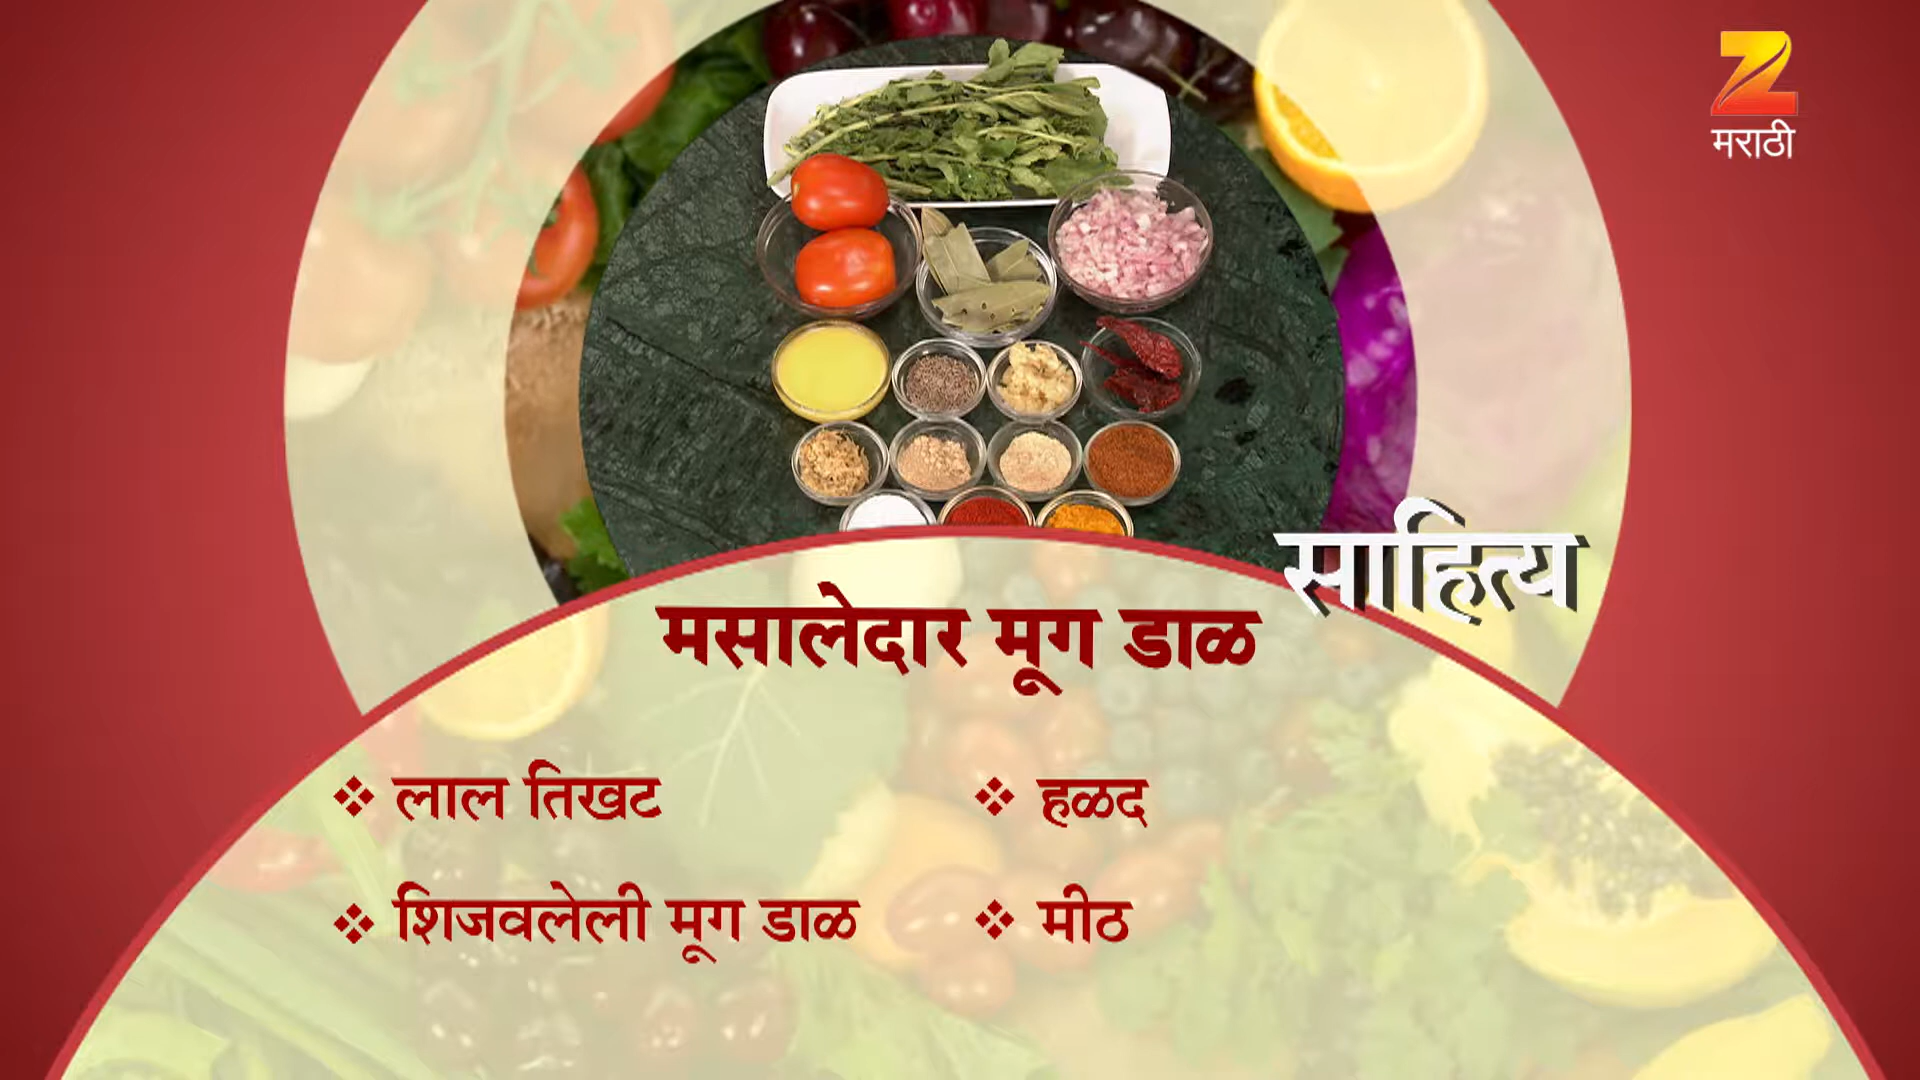 मराठी
साहित्य
मसालेदार मूग डाळ
❖ लाल तिखट
❖ हळद
❖ शिजवलेली मूग डाळ
❖ मीठ